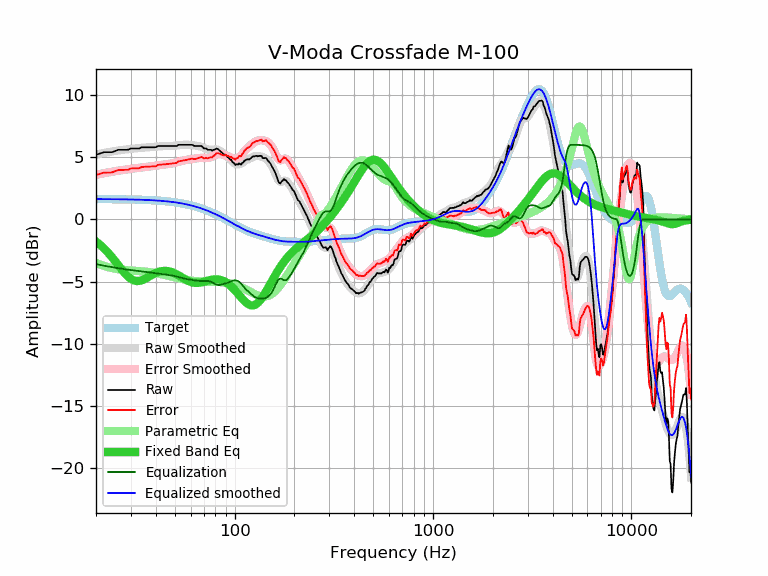 V-Moda Crossfade M-100
10
5
0
−5
−10
−15
−20
Amplitude (dBr)
Target
Raw Smoothed
Error Smoothed
Raw
Error
Parametric Eq
Fixed Band Eq
Equalization
Equalized smoothed
100
1000
10000
Frequency (Hz)